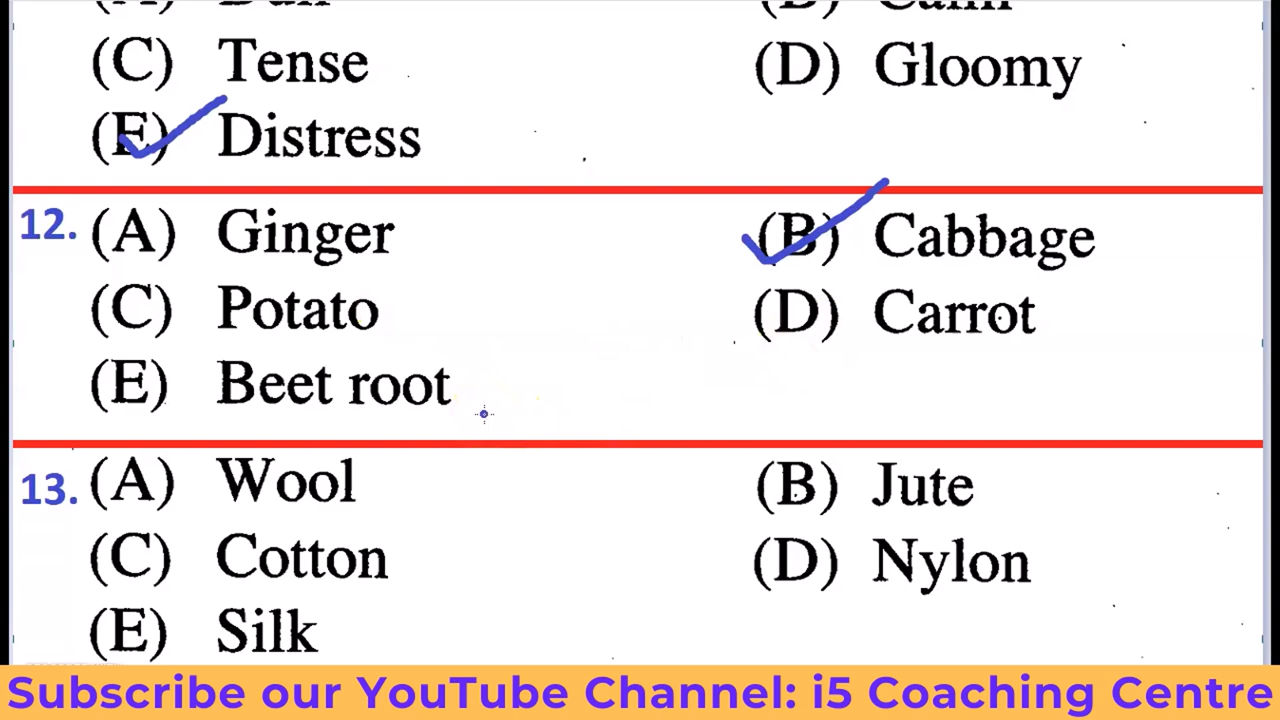 (C) Tense (D) Gloomy
(E) Distress
12. (A) Ginger (B) Cabbage
(C) Potato (D) Carrot
(E) Beet root
13. (A) Wool (B) Jute
(C) Cotton (D) Nylon
(E) Silk
Subscribe our YouTube Channel: i5 Coaching Centre